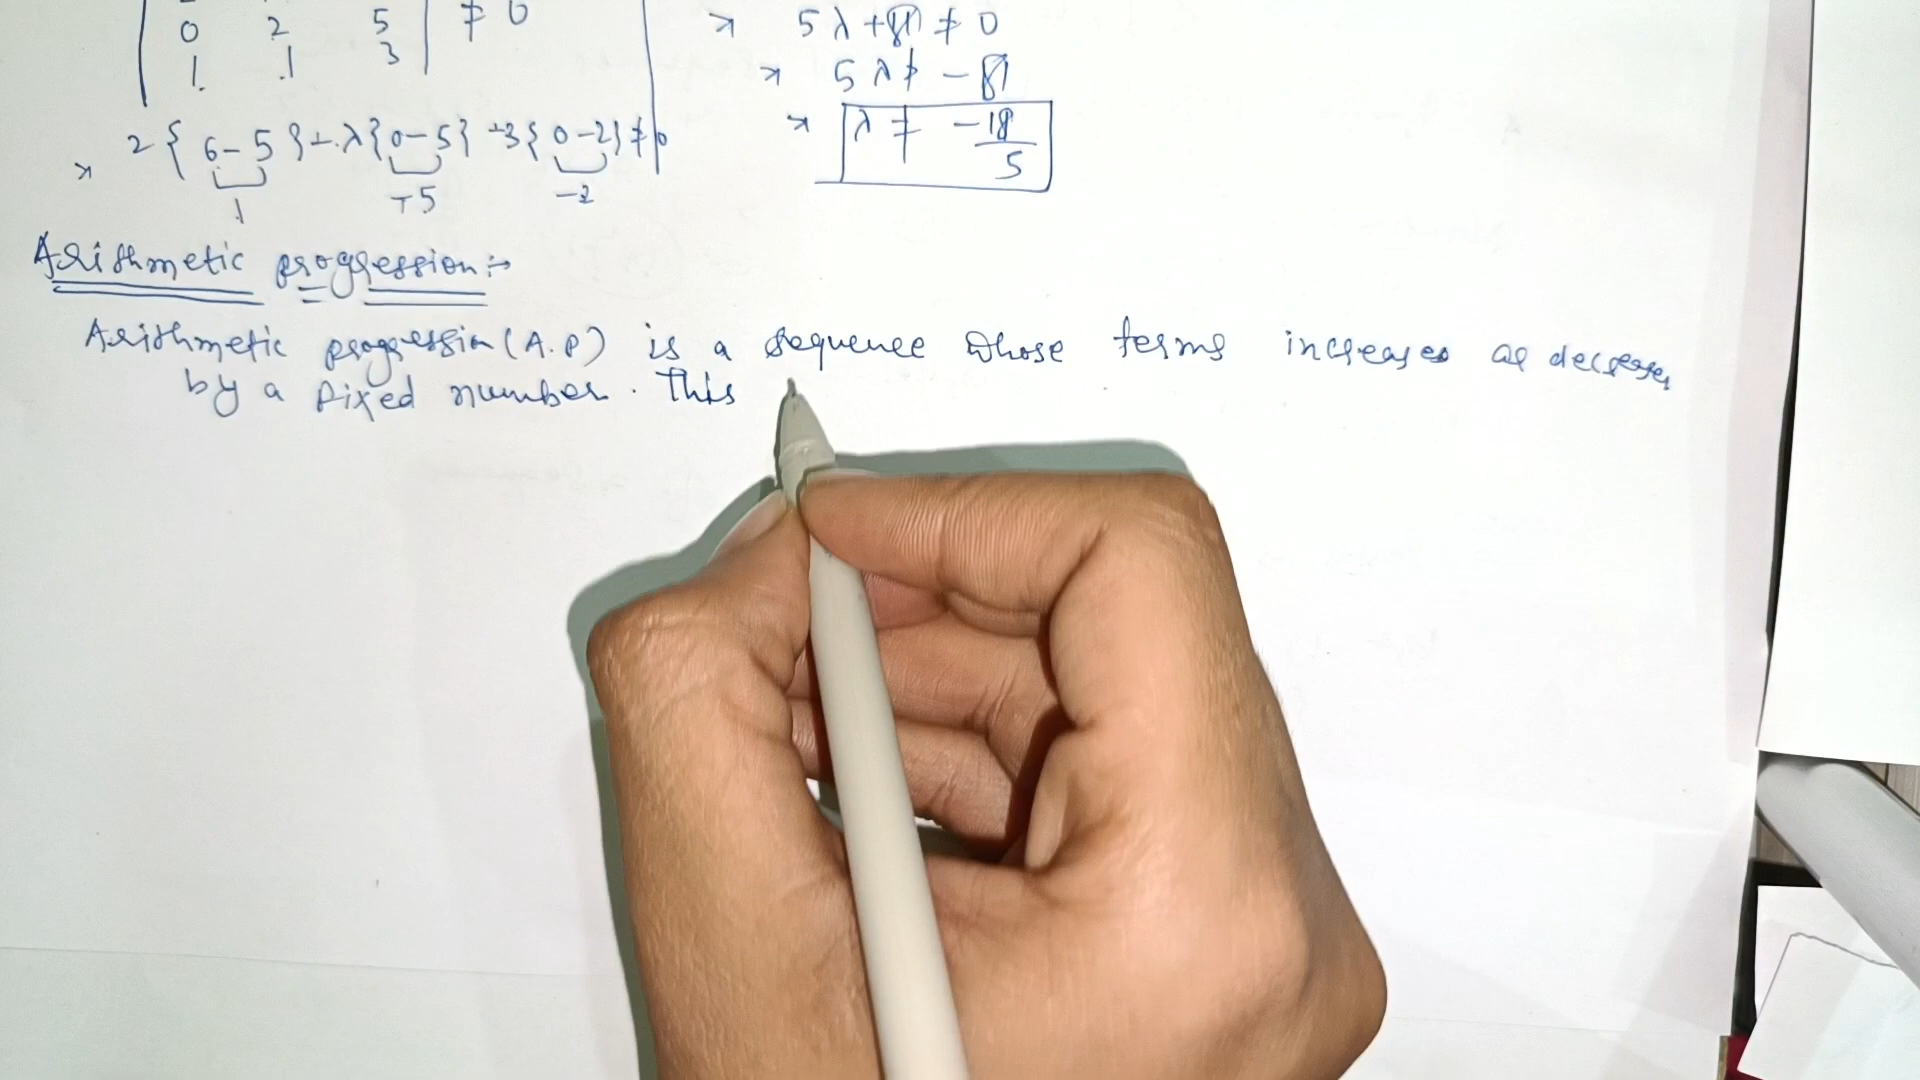 0 2 5 ≠ 0
1. .1 3
2 { 6-5 } - λ{0-5} +3{0-2} ≠ 0
1 -5 -2
5λ + ≠ 0
5λ ≠ -
λ ≠ -18/5
Arithmetic progression :-
Arithmetic progression (A.P) is a sequence whose terms increases or decreases
by a fixed number. This